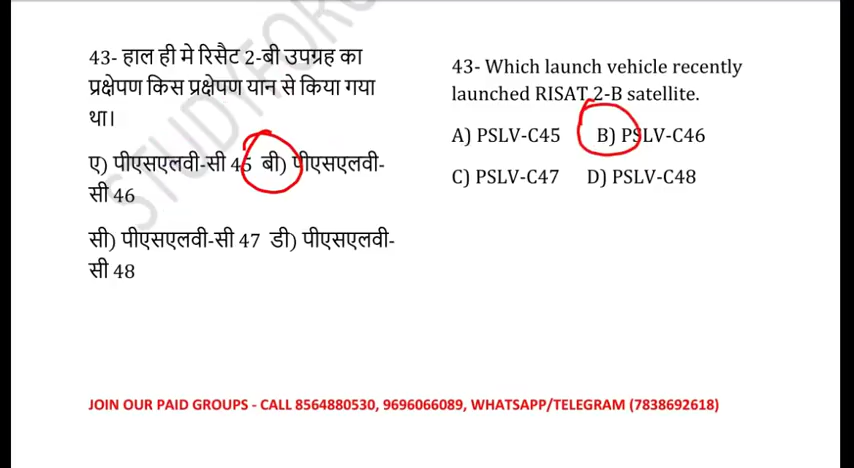 43- हाल ही मे रिसैट 2-बी उपग्रह का
प्रक्षेपण किस प्रक्षेपण यान से किया गया
था।
ए) पीएसएलवी-सी 45 बी) पीएसएलवी-
सी 46
सी) पीएसएलवी-सी 47 डी) पीएसएलवी-
सी 48
43- Which launch vehicle recently
launched RISAT 2-B satellite.
A) PSLV-C45 B) PSLV-C46
C) PSLV-C47 D) PSLV-C48
JOIN OUR PAID GROUPS - CALL 8564880530, 9696066089, WHATSAPP/TELEGRAM (7838692618)